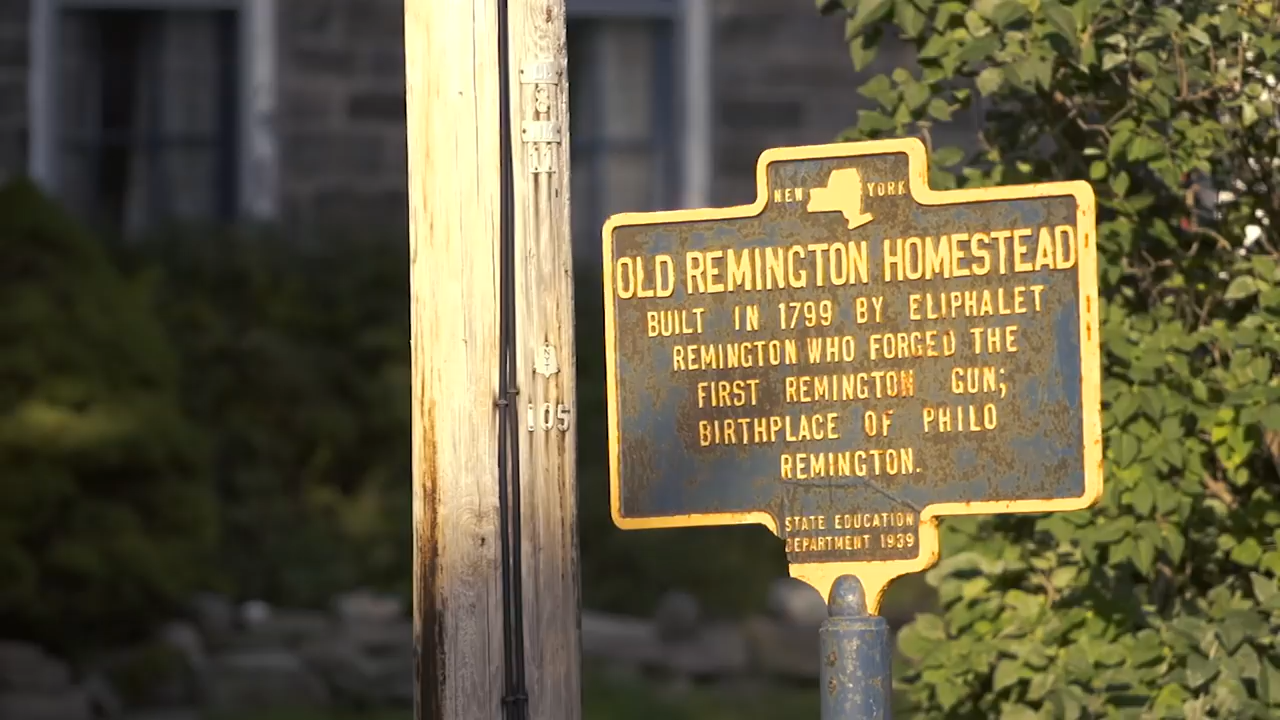 NEW YORK
OLD REMINGTON HOMESTEAD
BUILT IN 1799 BY ELIPHALET
REMINGTON WHO FORGED THE
FIRST REMINGTON GUN;
BIRTHPLACE OF PHILO
REMINGTON.
STATE EDUCATION
DEPARTMENT 1939
105